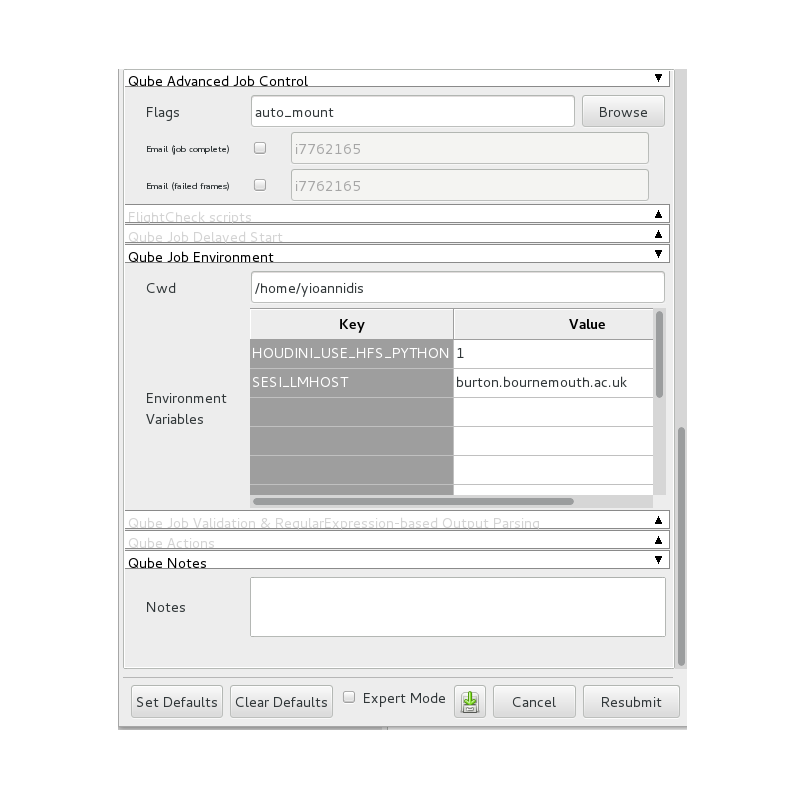 Qube Advanced Job Control
Flags auto_mount Browse
Email (job complete) i7762165
Email (failed frames) i7762165
FlightCheck scripts
Qube Job Delayed Start
Qube Job Environment
Cwd /home/yioannidis
Key Value
HOUDINI_USE_HFS_PYTHON 1
SESI_LMHOST burton.bournemouth.ac.uk
Environment
Variables
Qube Job Validation & RegularExpression-based Output Parsing
Qube Actions
Qube Notes
Notes
Set Defaults Clear Defaults Expert Mode Cancel Resubmit